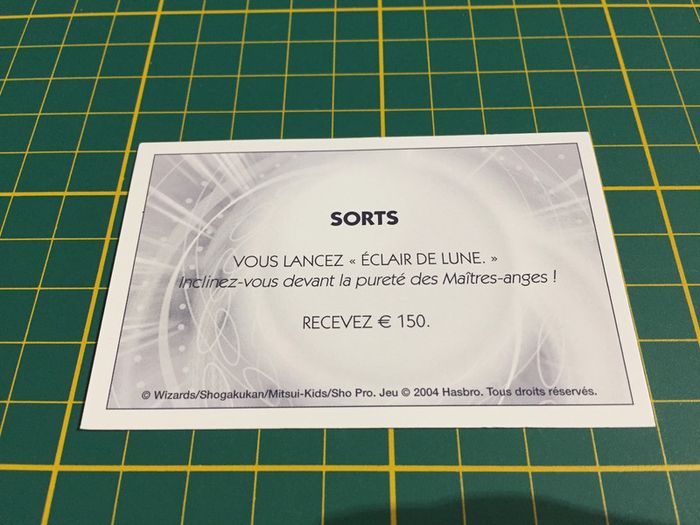 SORTS
VOUS LANCEZ « ÉCLAIR DE LUNE. »
Inclinez-vous devant la pureté des Maîtres-anges !
RECEVEZ € 150.
© Wizards/Shogakukan/Mitsui-Kids/Sho Pro. Jeu © 2004 Hasbro. Tous droits réservés.